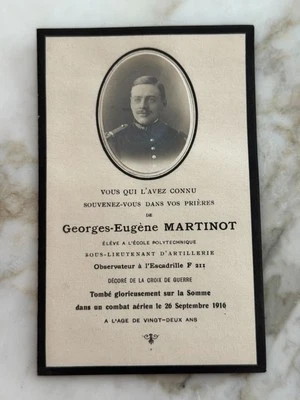 VOUS QUI L'AVEZ CONNU
SOUVENEZ-VOUS DANS VOS PRIÈRES
DE
Georges-Eugène MARTINOT
ÉLÈVE A L'ÉCOLE POLYTECHNIQUE
SOUS-LIEUTENANT D'ARTILLERIE
Observateur à l'Escadrille F 211
DÉCORÉ DE LA CROIX DE GUERRE
Tombé glorieusement sur la Somme
dans un combat aérien le 26 Septembre 1916
A L'AGE DE VINGT-DEUX ANS